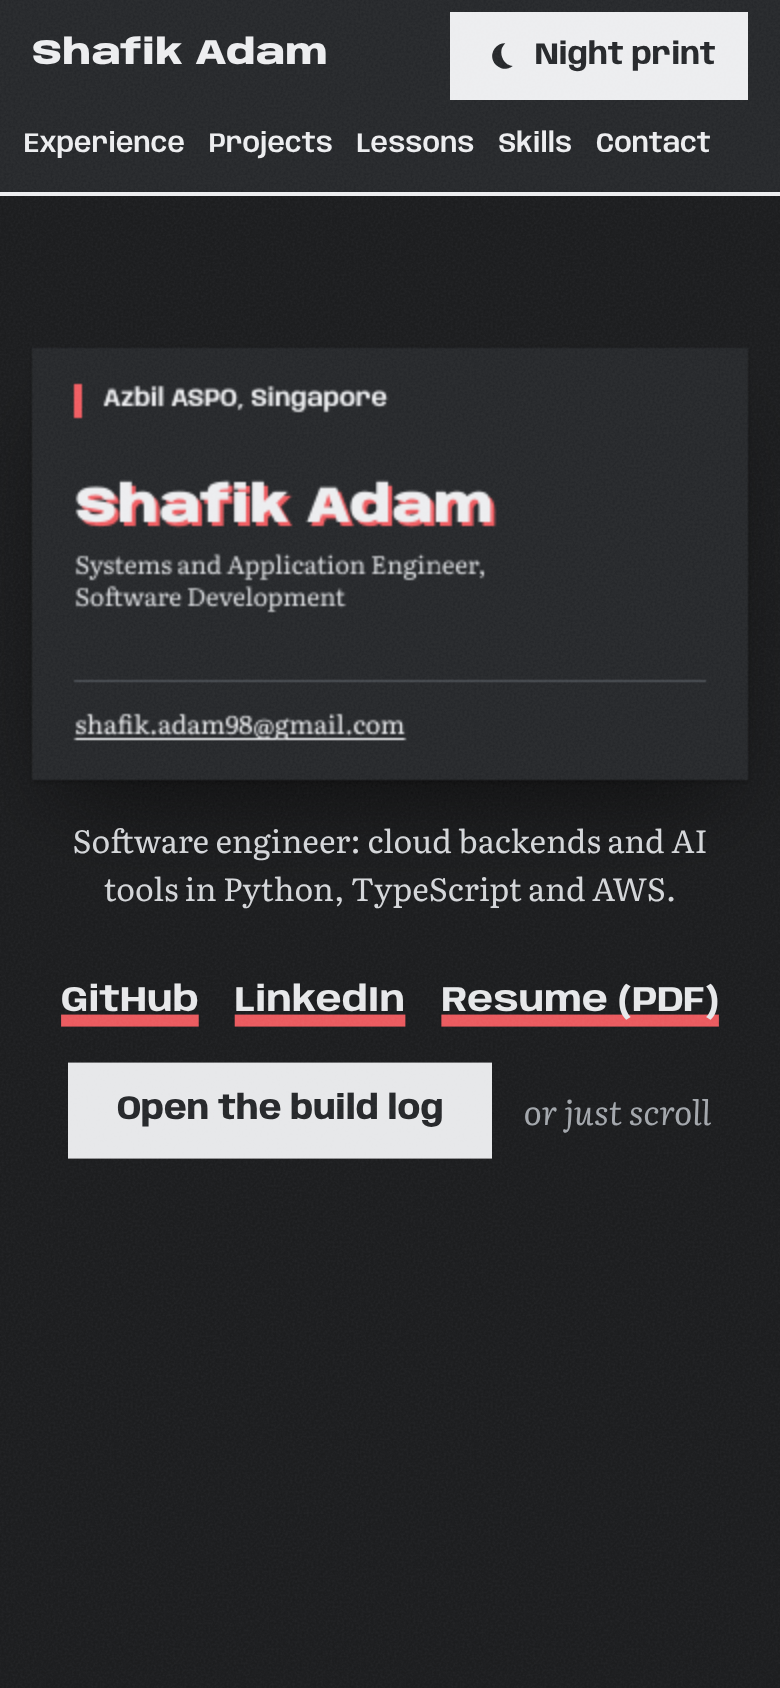 Shafik Adam
Night print
Experience Projects Lessons Skills Contact
Azbil ASPO, Singapore
Shafik Adam
Systems and Application Engineer,
Software Development
shafik.adam98@gmail.com
Software engineer: cloud backends and AI
tools in Python, TypeScript and AWS.
GitHub LinkedIn Resume (PDF)
Open the build log or just scroll